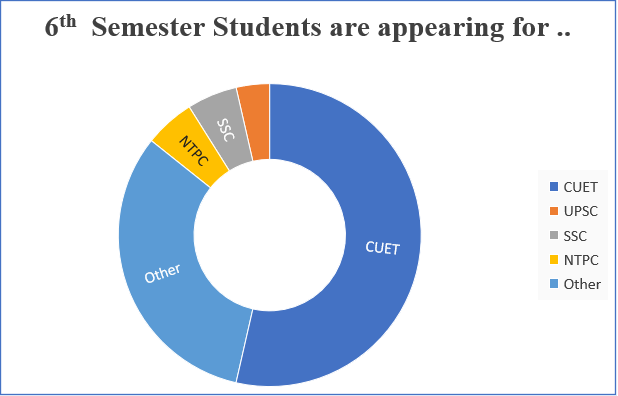 6th Semester Students are appearing for ..
SSC
NTPC
Other
CUET
CUET
UPSC
SSC
NTPC
Other